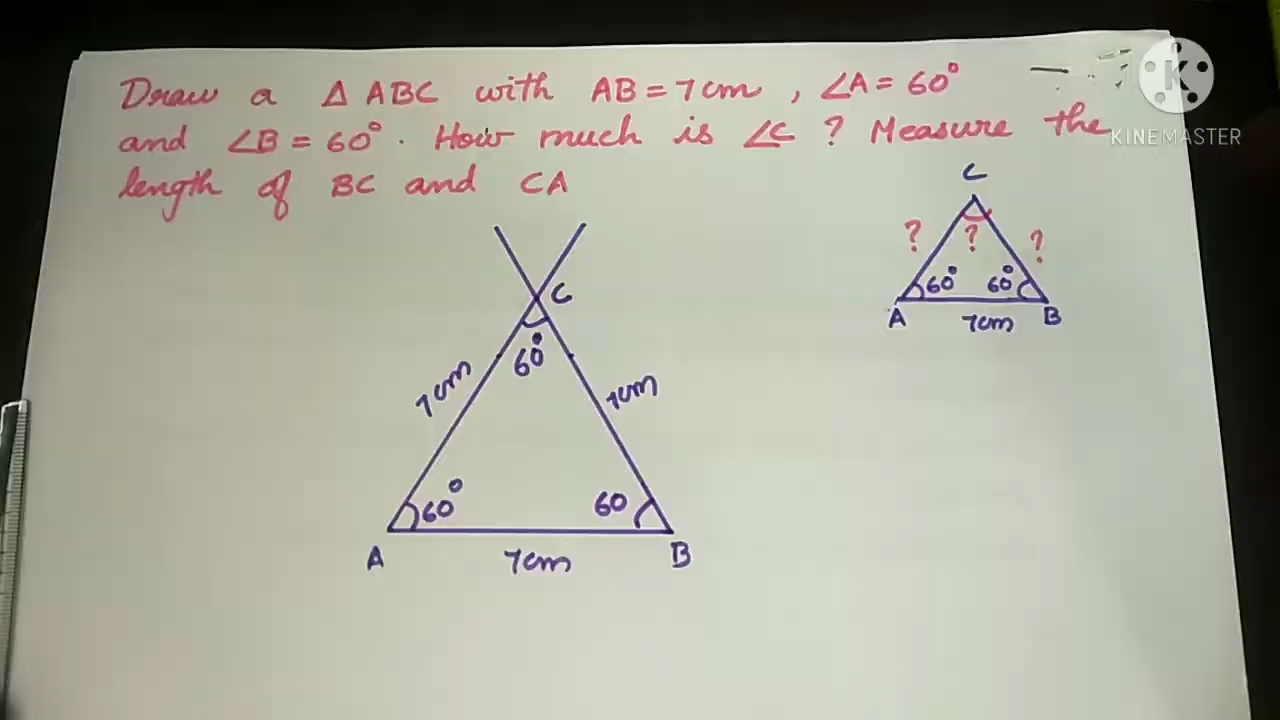 Draw a △ ABC with AB = 7cm, ∠A = 60°
and ∠B = 60°. How much is ∠C ? Measure the
length of BC and CA
K
KINEMASTER
C
? ? ?
60° 60°
A 7cm B
C
60°
7cm 7cm
60° 60
A 7cm B